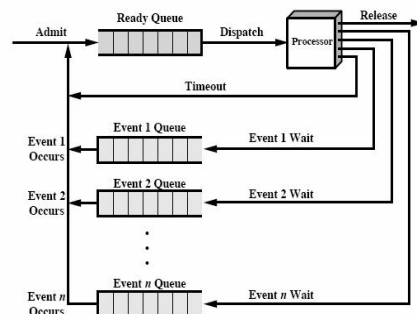 Ready Queue
Release
Admit
Dispatch
Processor
Timeout
Event 1 Queue
Event 1 Wait
Event 1
Occurs
Event 2 Queue
Event 2 Wait
Event 2
Occurs
Event n Queue
Event n Wait
Event n
Occurs